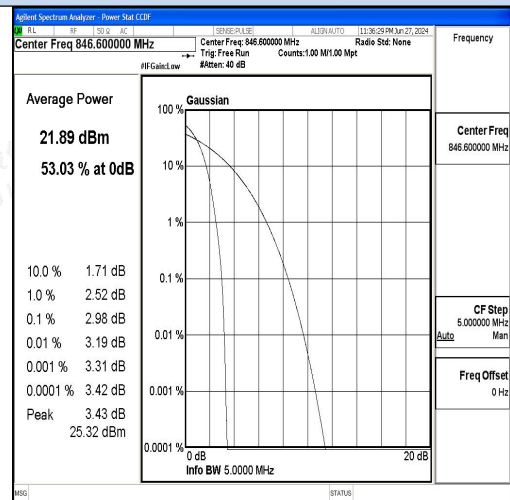 Agilent Spectrum Analyzer - Power Stat CCDF
RL RF 50 Ω AC SENSE:PULSE ALIGN AUTO 11:36:29 PM Jun 27, 2024
Center Freq 846.600000 MHz
Center Freq: 846.600000 MHz Radio Std: None
Trig: Free Run Counts:1.00 M/1.00 Mpt
#IFGain:Low #Atten: 40 dB
Frequency
Average Power
21.89 dBm
53.03 % at 0dB
10.0 % 1.71 dB
1.0 % 2.52 dB
0.1 % 2.98 dB
0.01 % 3.19 dB
0.001 % 3.31 dB
0.0001 % 3.42 dB
Peak 3.43 dB
25.32 dBm
Gaussian
100 %
10 %
1 %
0.1 %
0.01 %
0.001 %
0.0001 %
0 dB 20 dB
Info BW 5.0000 MHz
Center Freq
846.600000 MHz
CF Step
5.000000 MHz
Auto Man
Freq Offset
0 Hz
MSG STATUS